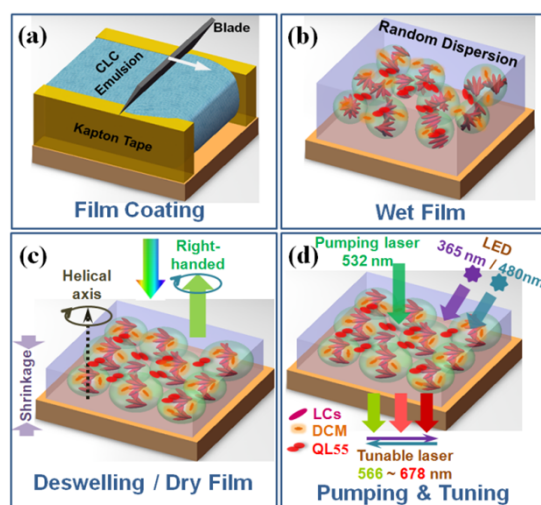 (a)
Blade
CLC
Emulsion
Kapton Tape
Film Coating
(b)
Random Dispersion
Wet Film
(c)
Helical
axis
Right-
handed
Shrinkage
Deswelling / Dry Film
(d)
Pumping laser
532 nm
LED
365 nm / 480nm
LCs
DCM
QL55
Tunable laser
566 ~ 678 nm
Pumping & Tuning